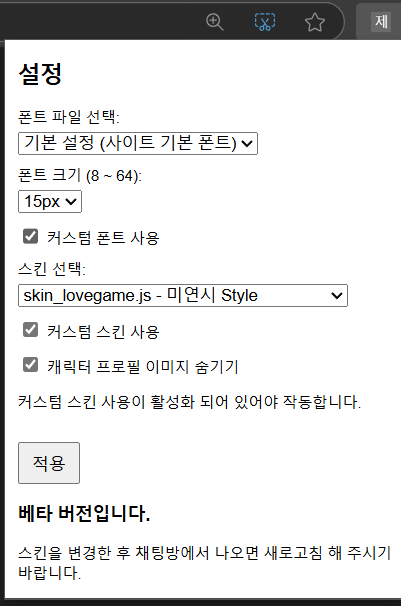 제
설정
폰트 파일 선택:
기본 설정 (사이트 기본 폰트)
폰트 크기 (8 ~ 64):
15px
커스텀 폰트 사용
스킨 선택:
skin_lovegame.js - 미연시 Style
커스텀 스킨 사용
캐릭터 프로필 이미지 숨기기
커스텀 스킨 사용이 활성화 되어 있어야 작동합니다.
적용
베타 버전입니다.
스킨을 변경한 후 채팅방에서 나오면 새로고침 해 주시기
바랍니다.